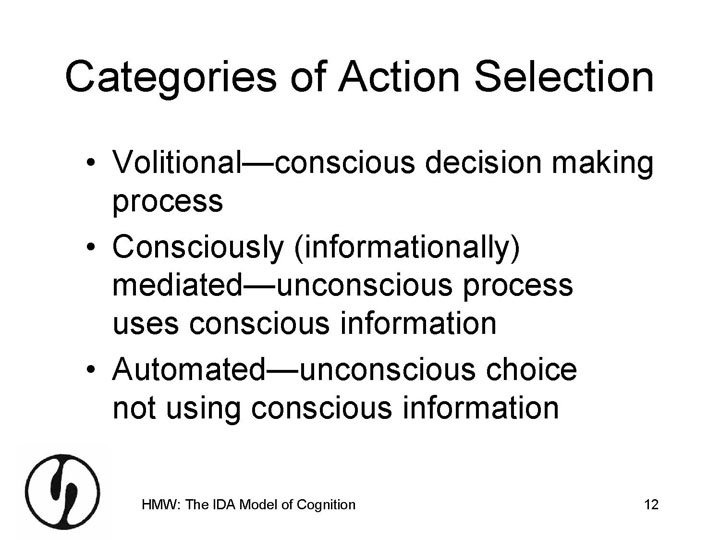 Categories of Action Selection
• Volitional—conscious decision making
process
• Consciously (informationally)
mediated—unconscious process
uses conscious information
• Automated—unconscious choice
not using conscious information
HMW: The IDA Model of Cognition
12